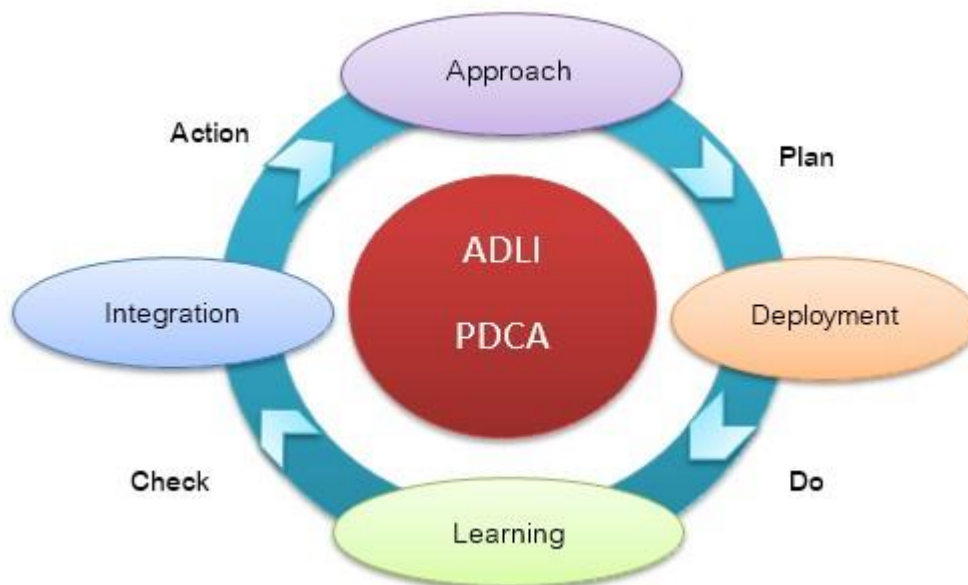 Approach
Action
Plan
ADLI
Integration
Deployment
PDCA
Check
Do
Learning